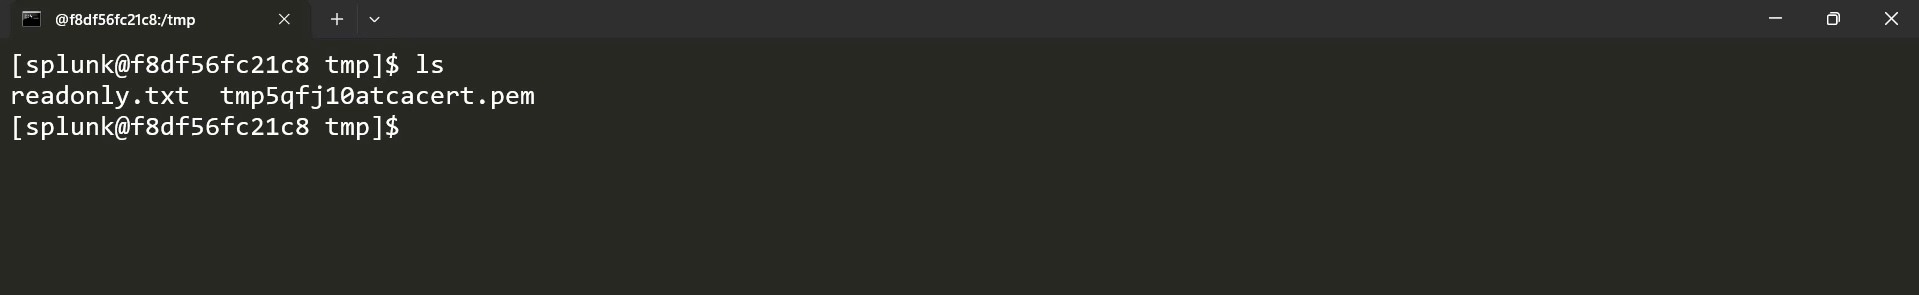 @f8df56fc21c8:/tmp
[splunk@f8df56fc21c8 tmp]$ ls
readonly.txt  tmp5qfj10atcacert.pem
[splunk@f8df56fc21c8 tmp]$